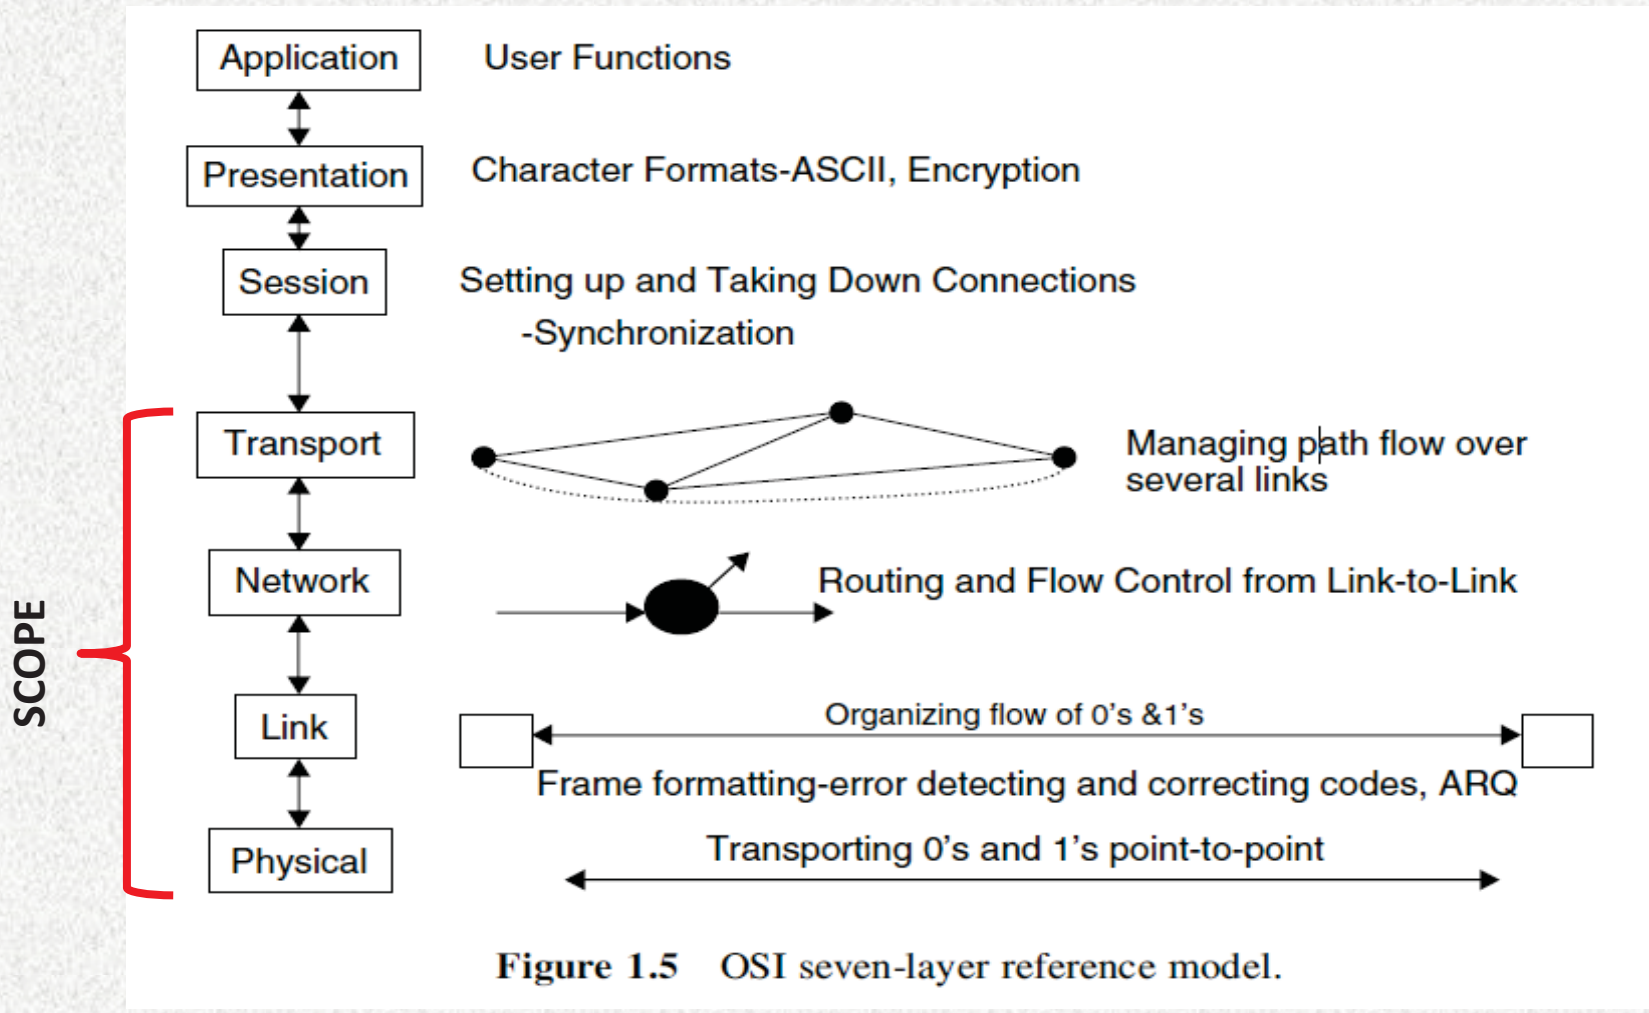 Application
User Functions
Presentation
Character Formats-ASCII, Encryption
Session
Setting up and Taking Down Connections
-Synchronization
SCOPE
Transport
Managing path flow over
several links
Network
Routing and Flow Control from Link-to-Link
Link
Organizing flow of 0's &1's
Frame formatting-error detecting and correcting codes, ARQ
Physical
Transporting 0's and 1's point-to-point
Figure 1.5 OSI seven-layer reference model.